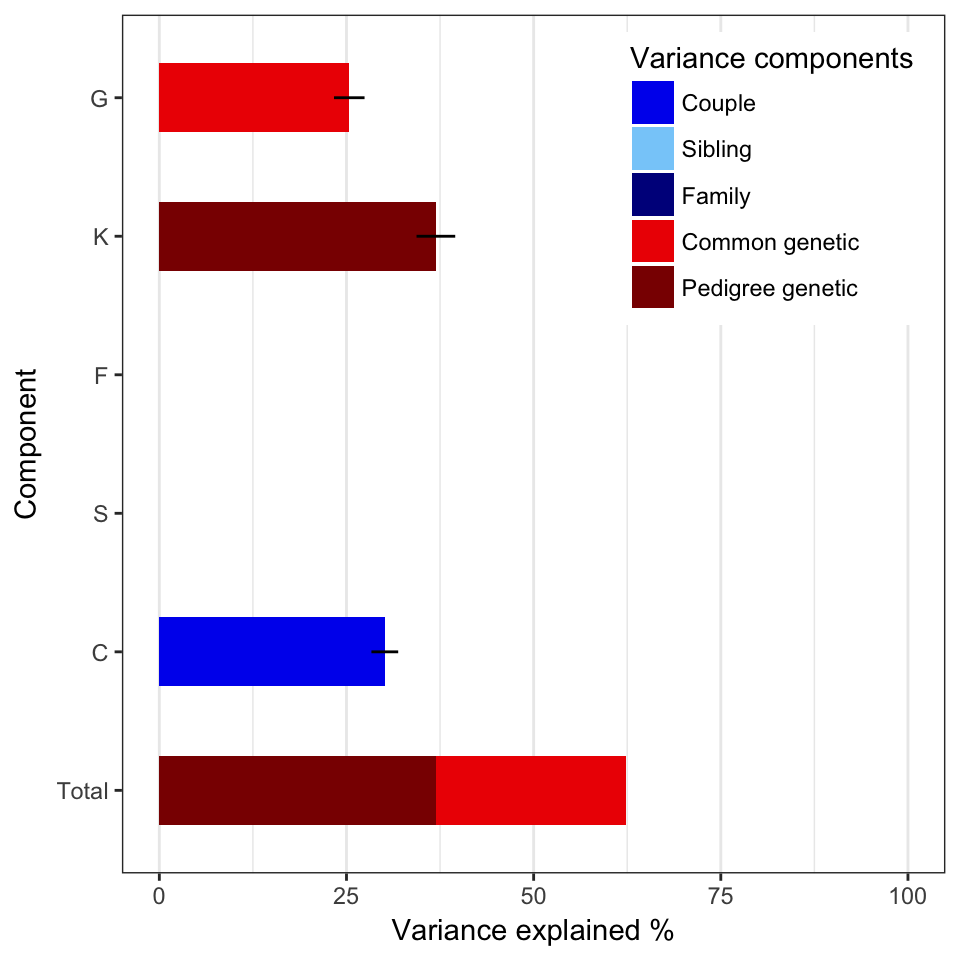 Variance components
Couple
Sibling
Family
Common genetic
Pedigree genetic
G
K
F
S
C
Total
Component
0 25 50 75 100
Variance explained %